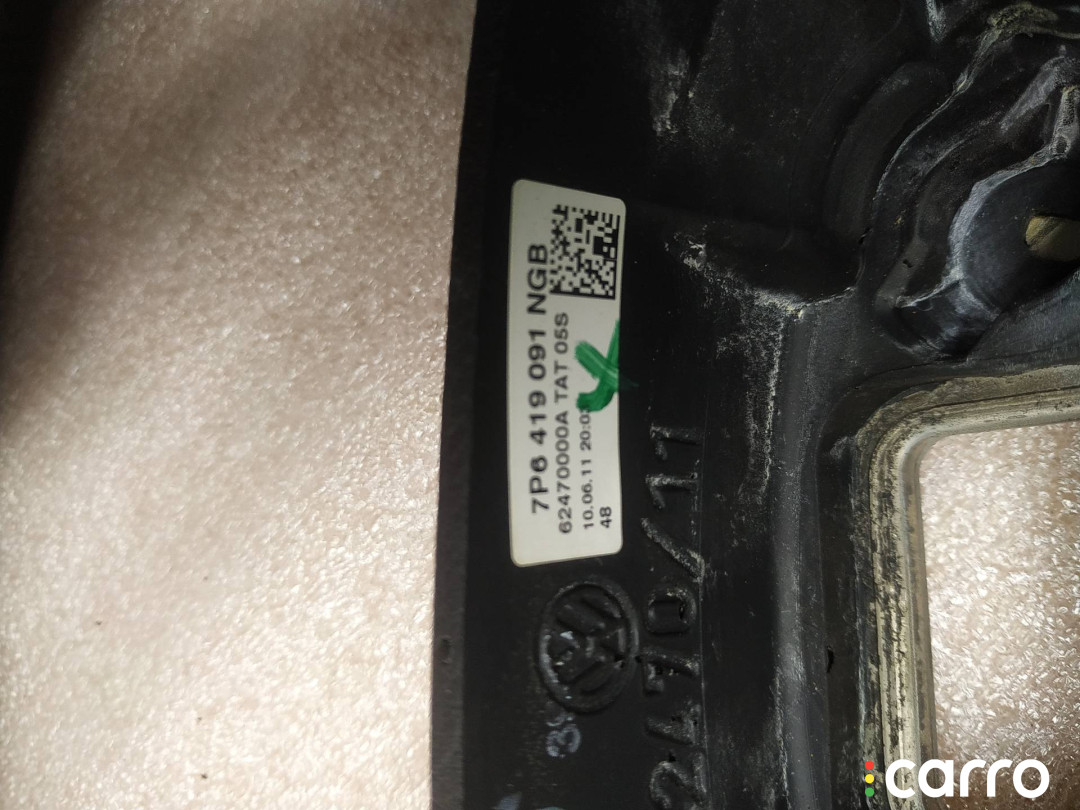 7P6 419 091 NGB
62470000A TAT 05S
10.06.11 20:0
48
carro